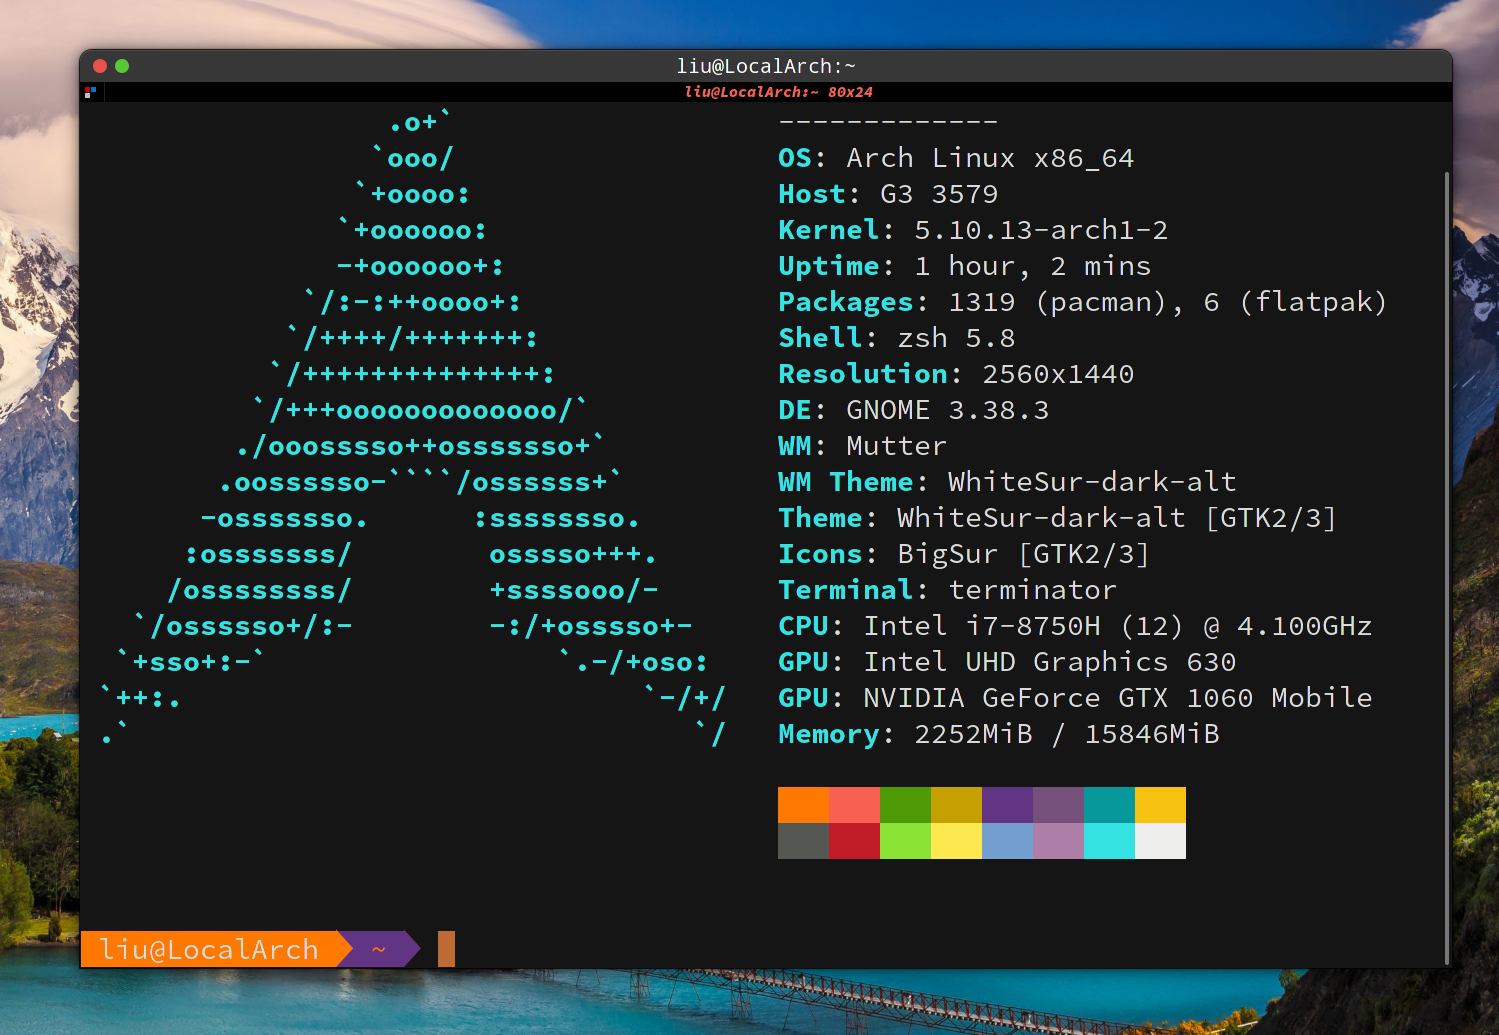 liu@LocalArch:~
liu@LocalArch:~ 80x24
.o+`                   -------------
`ooo/                  OS: Arch Linux x86_64
`+oooo:                Host: G3 3579
`+oooooo:              Kernel: 5.10.13-arch1-2
-+oooooo+:             Uptime: 1 hour, 2 mins
`/:-:++oooo+:          Packages: 1319 (pacman), 6 (flatpak)
`/++++/+++++++:        Shell: zsh 5.8
`/++++++++++++++:      Resolution: 2560x1440
`/+++ooooooooooooo/`   DE: GNOME 3.38.3
./ooosssso++osssssso+` WM: Mutter
.oossssso-````/ossssss+` WM Theme: WhiteSur-dark-alt
-osssssso.      :ssssssso. Theme: WhiteSur-dark-alt [GTK2/3]
:osssssss/        osssso+++. Icons: BigSur [GTK2/3]
/ossssssss/        +ssssooo/- Terminal: terminator
`/ossssso+/:-        -:/+osssso+- CPU: Intel i7-8750H (12) @ 4.100GHz
`+sso+:-`                 `.-/+oso: GPU: Intel UHD Graphics 630
`++:.                           `-/+/ GPU: NVIDIA GeForce GTX 1060 Mobile
.`                                 `/ Memory: 2252MiB / 15846MiB
liu@LocalArch ~